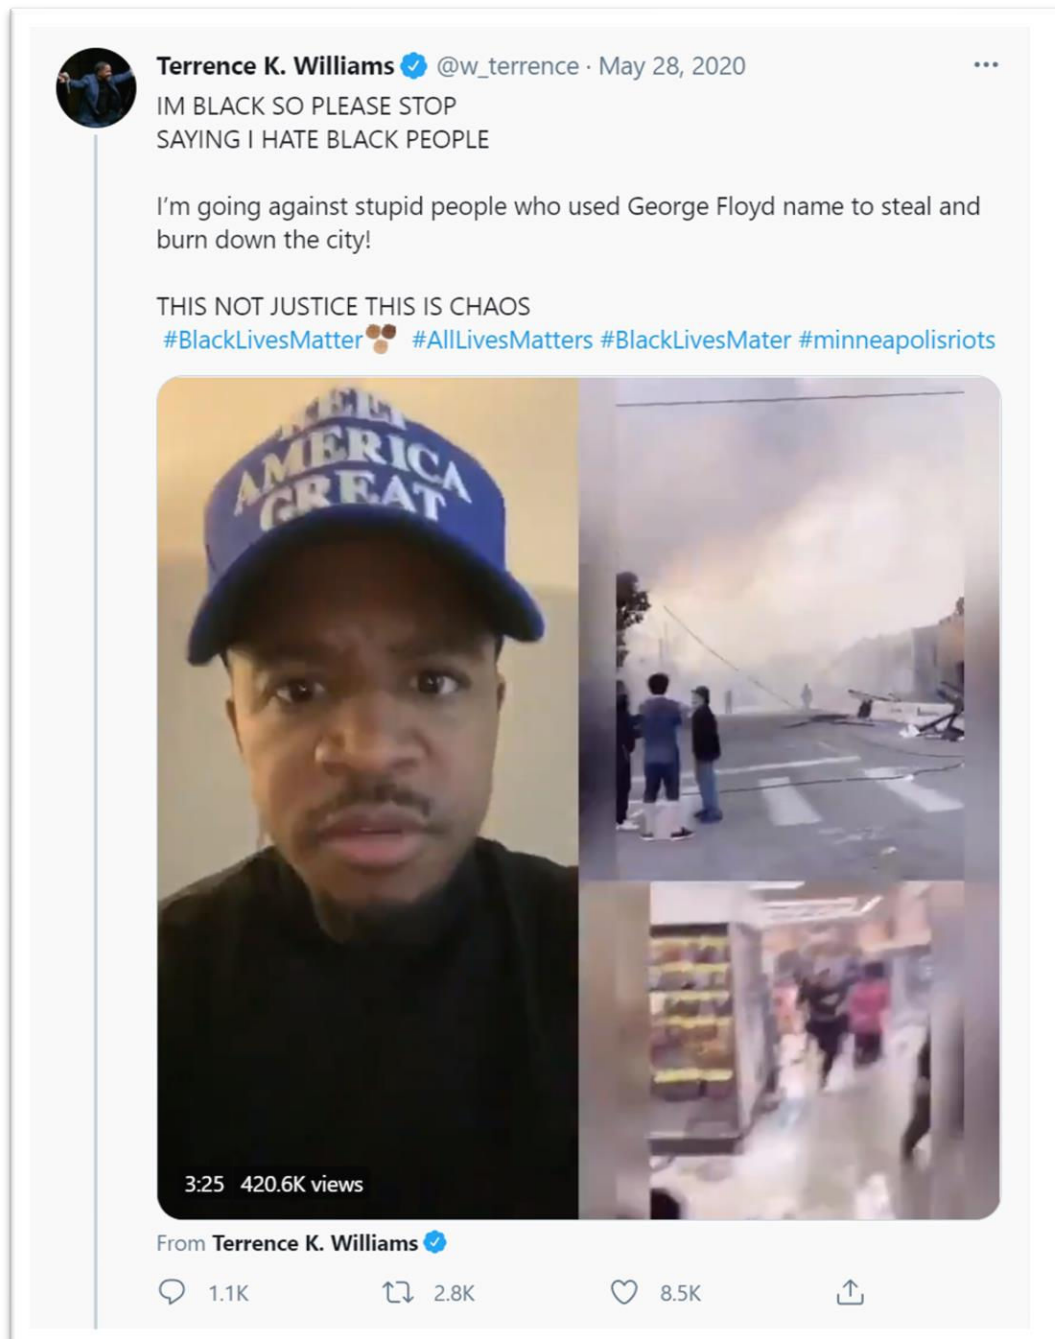 Terrence K. Williams @w_terrence · May 28, 2020
IM BLACK SO PLEASE STOP
SAYING I HATE BLACK PEOPLE
I'm going against stupid people who used George Floyd name to steal and
burn down the city!
THIS NOT JUSTICE THIS IS CHAOS
#BlackLivesMatter #AllLivesMatters #BlackLivesMater #minneapolisriots
KEEP
AMERICA
GREAT
3:25 420.6K views
From Terrence K. Williams
1.1K 2.8K 8.5K